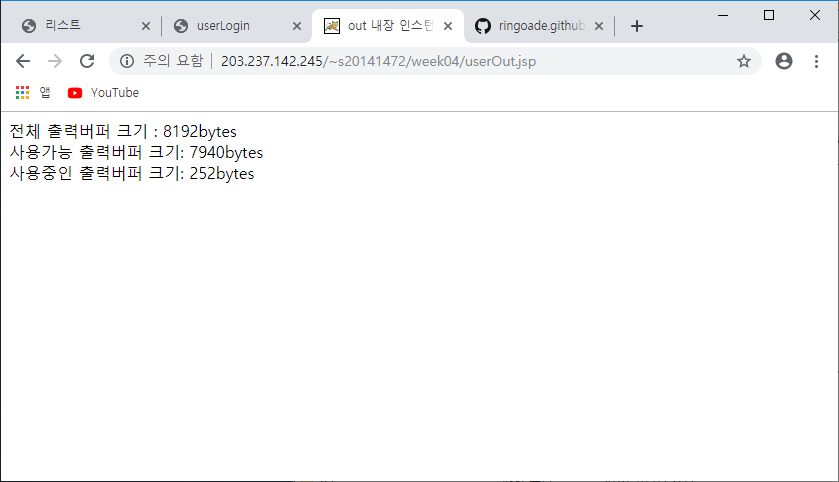 리스트
userLogin
out 내장 인스턴
ringoade.github
주의 요함
203.237.142.245/~s20141472/week04/userOut.jsp
앱
YouTube
전체 출력버퍼 크기 : 8192bytes
사용가능 출력버퍼 크기: 7940bytes
사용중인 출력버퍼 크기: 252bytes